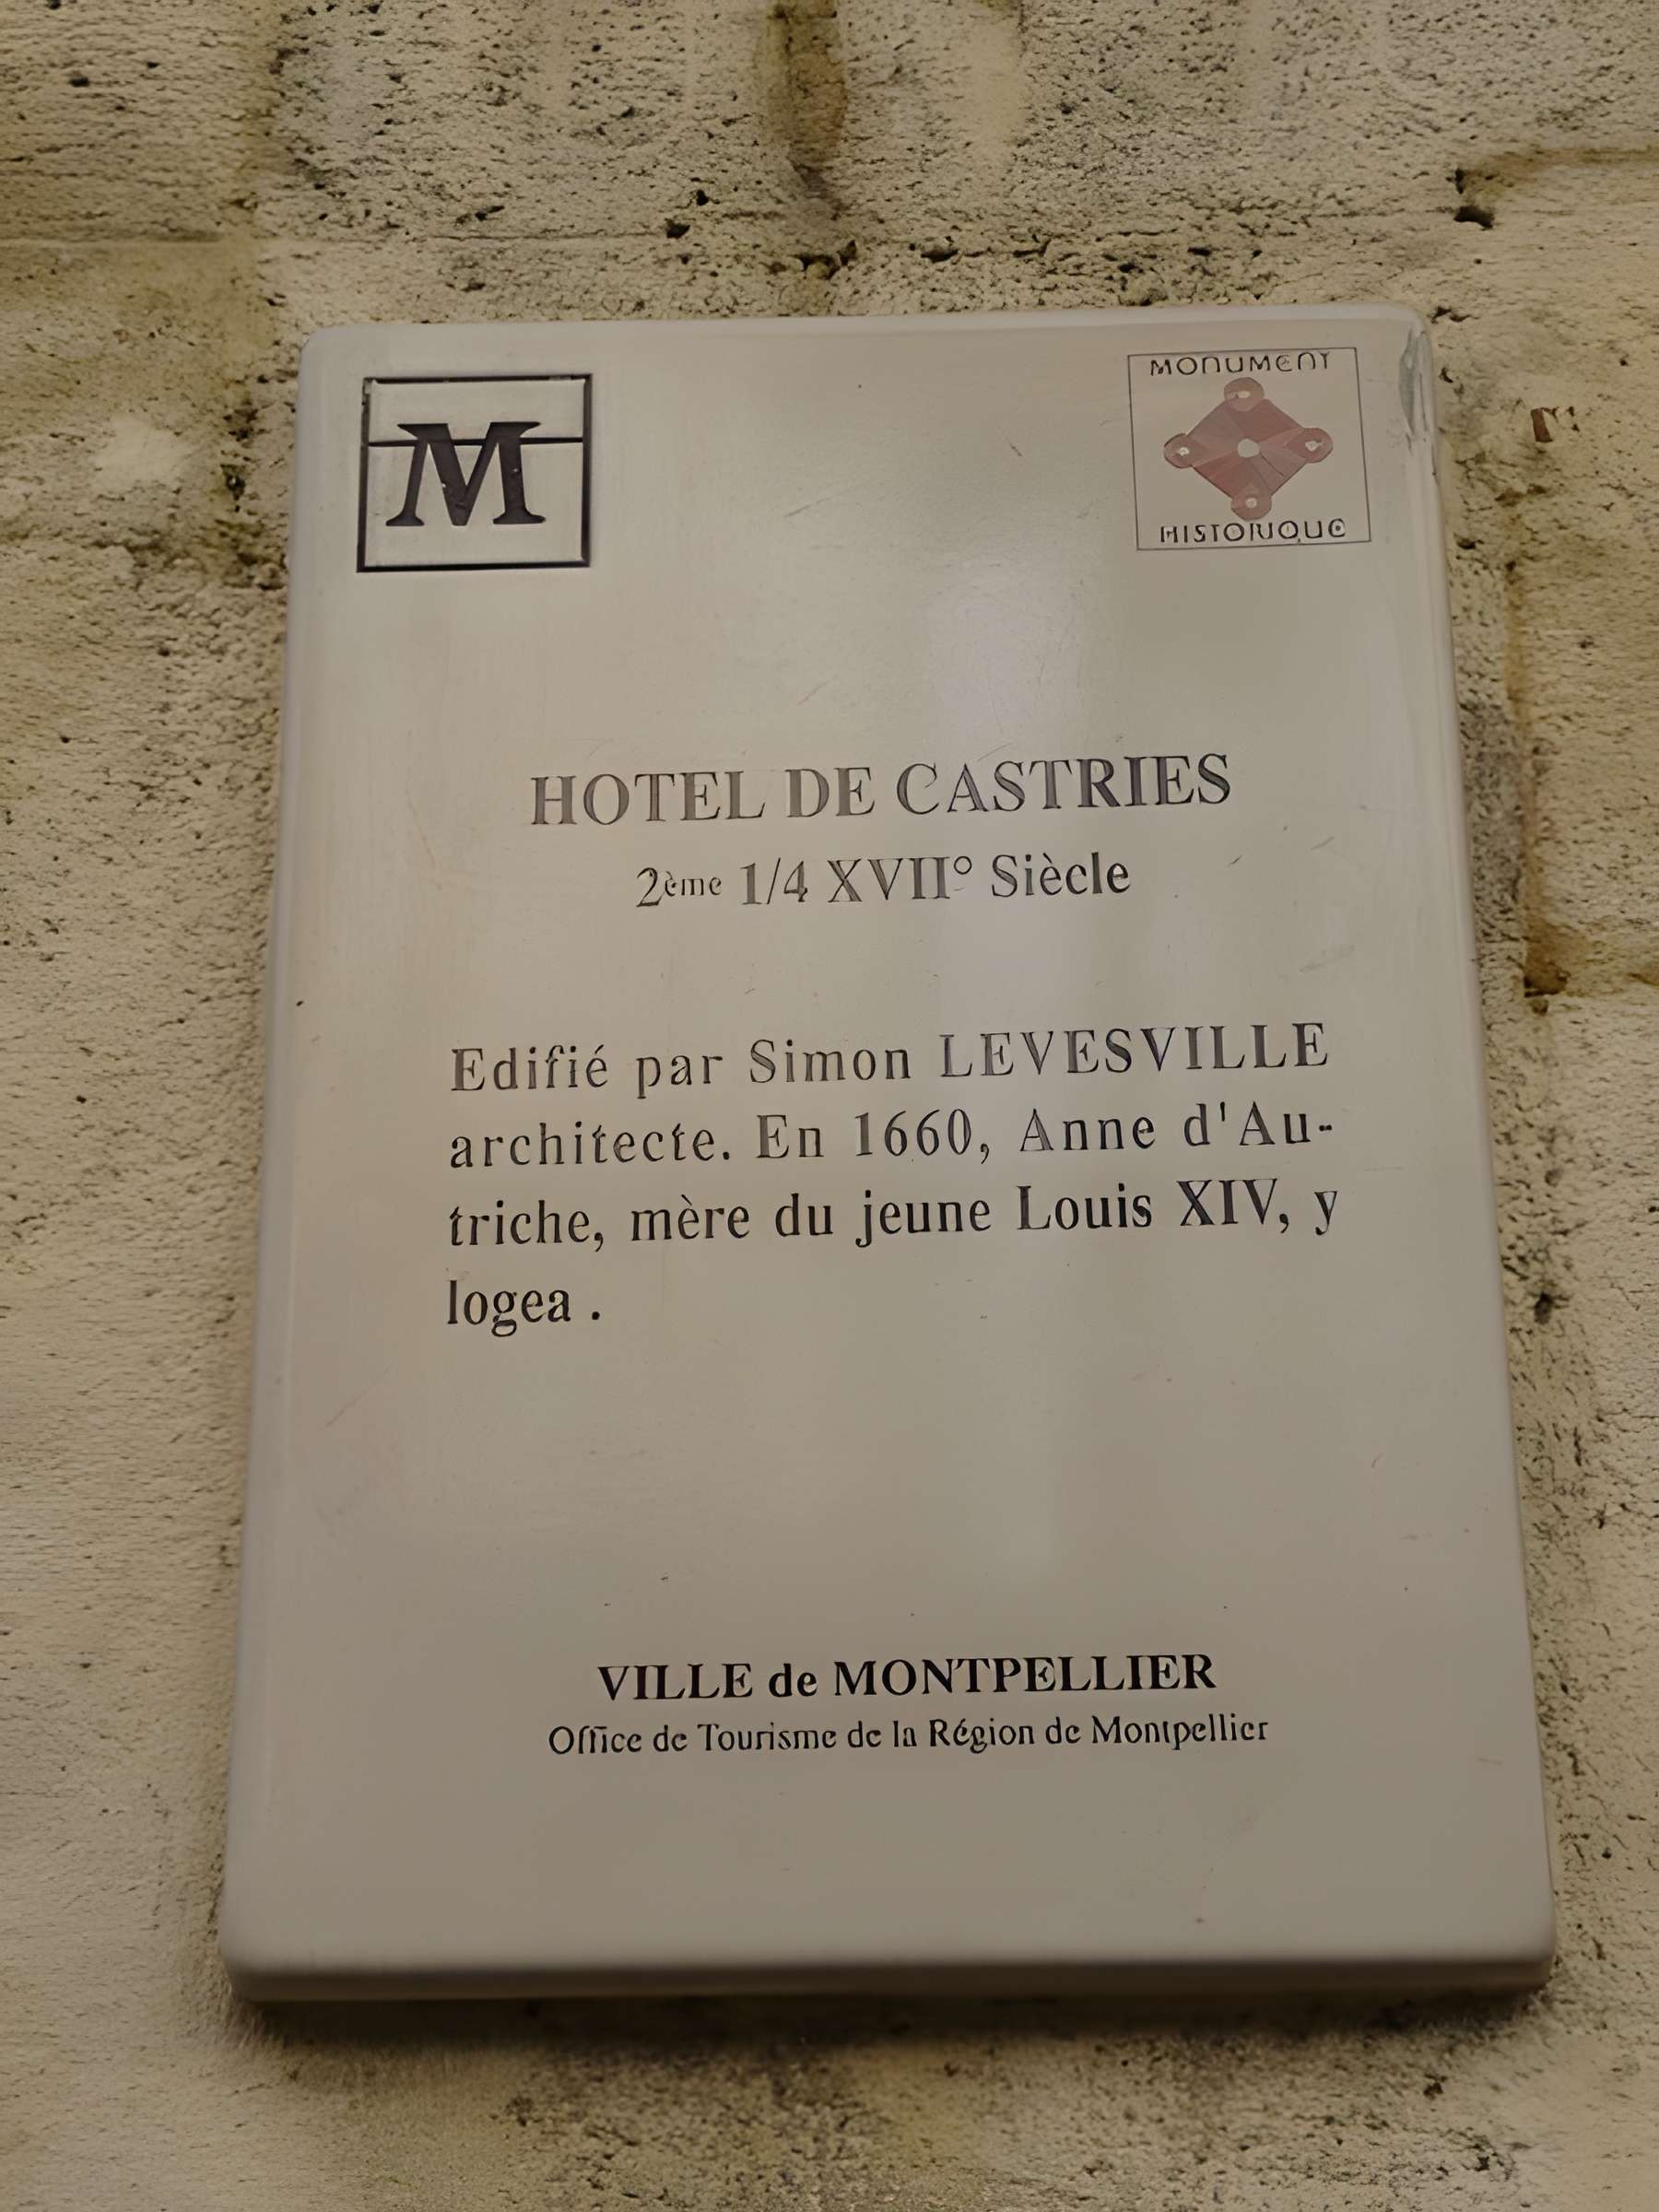 M
MONUMENT
HISTORIQUE
HOTEL DE CASTRIES
2ème 1/4 XVII° Siècle
Edifié par Simon LEVESVILLE
architecte. En 1660, Anne d'Au-
triche, mère du jeune Louis XIV, y
logea .
VILLE de MONTPELLIER
Office de Tourisme de la Région de Montpellier